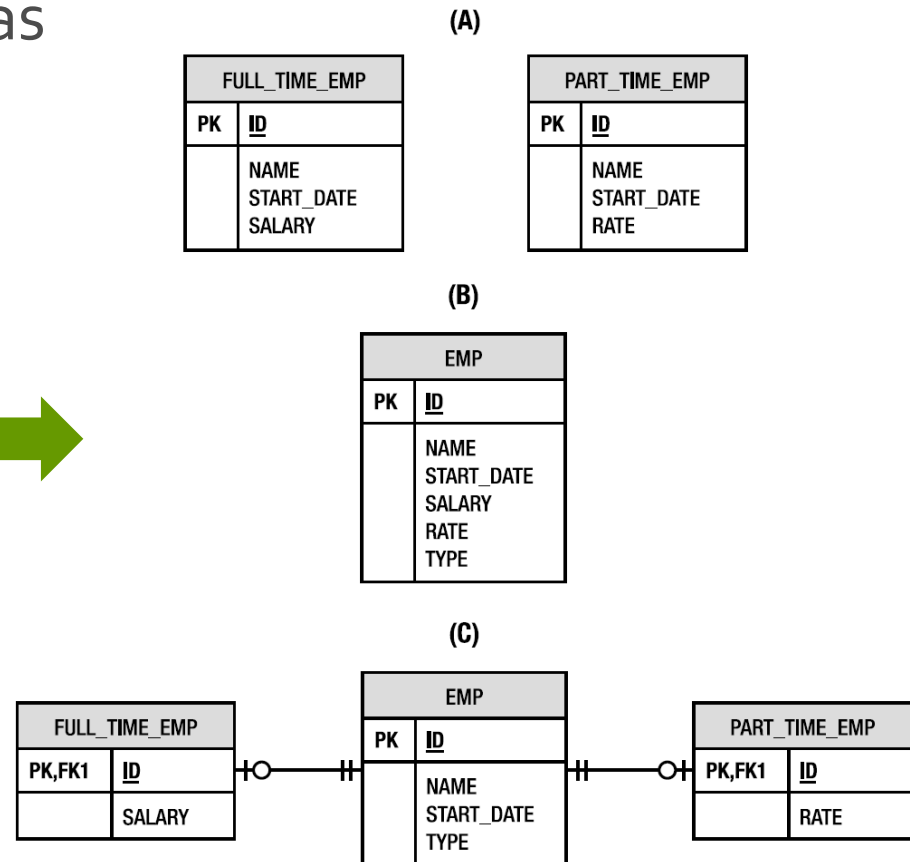 as
(A)
FULL_TIME_EMP
PK ID
NAME
START_DATE
SALARY
PART_TIME_EMP
PK ID
NAME
START_DATE
RATE
(B)
EMP
PK ID
NAME
START_DATE
SALARY
RATE
TYPE
(C)
FULL_TIME_EMP
PK,FK1 ID
SALARY
EMP
PK ID
NAME
START_DATE
TYPE
PART_TIME_EMP
PK,FK1 ID
RATE